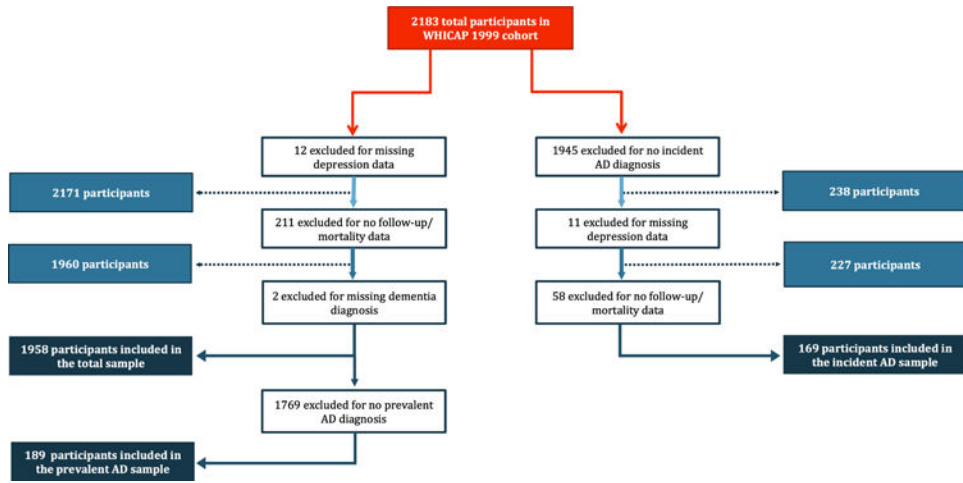 2183 total participants in
WHICAP 1999 cohort
12 excluded for missing
depression data
1945 excluded for no incident
AD diagnosis
2171 participants
238 participants
211 excluded for no follow-up/
mortality data
11 excluded for missing
depression data
1960 participants
227 participants
2 excluded for missing dementia
diagnosis
58 excluded for no follow-up/
mortality data
1958 participants included in
the total sample
169 participants included in
the incident AD sample
1769 excluded for no prevalent
AD diagnosis
189 participants included in
the prevalent AD sample